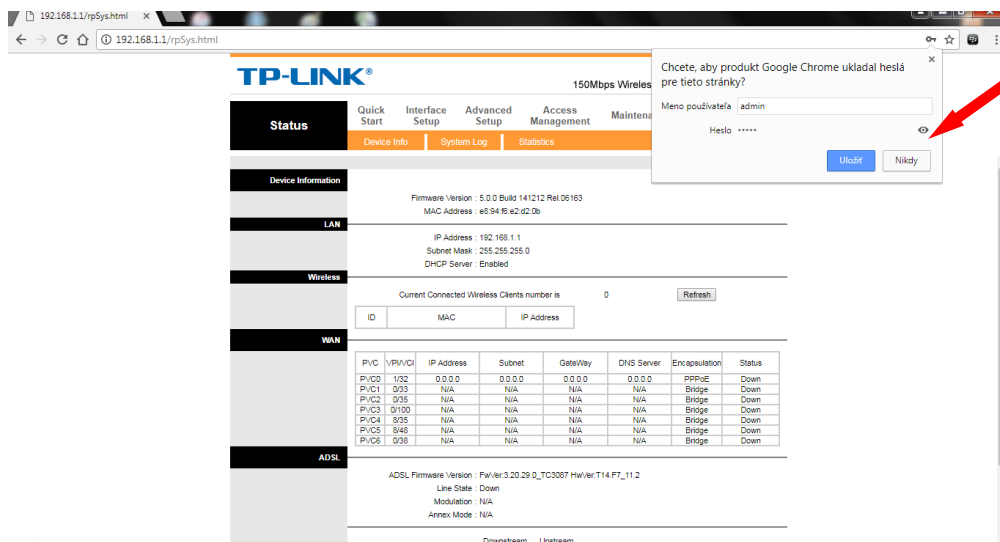 192.168.1.1/rpSys.html
192.168.1.1/rpSys.html
TP-LINK®
150Mbps Wireless
Chcete, aby produkt Google Chrome ukladal heslá
pre tieto stránky?
Meno používateľa admin
Heslo •••••
Uložiť Nikdy
Status
Quick Start Interface Setup Advanced Setup Access Management Maintena
Device Info System Log Statistics
Device Information
Firmware Version : 5.0.0 Build 141212 Rel.06163
MAC Address : e8:94:f6:e2:d2:0b
LAN
IP Address : 192.168.1.1
Subnet Mask : 255.255.255.0
DHCP Server : Enabled
Wireless
Current Connected Wireless Clients number is 0 Refresh
ID MAC IP Address
WAN
PVC VPI/VCI IP Address Subnet GateWay DNS Server Encapsulation Status
PVC0 1/32 0.0.0.0 0.0.0.0 0.0.0.0 0.0.0.0 PPPoE Down
PVC1 0/33 N/A N/A N/A N/A Bridge Down
PVC2 0/35 N/A N/A N/A N/A Bridge Down
PVC3 0/100 N/A N/A N/A N/A Bridge Down
PVC4 8/35 N/A N/A N/A N/A Bridge Down
PVC5 8/48 N/A N/A N/A N/A Bridge Down
PVC6 0/38 N/A N/A N/A N/A Bridge Down
ADSL
ADSL Firmware Version : FwVer:3.20.29.0_TC3087 HwVer:T14.F7_11.2
Line State : Down
Modulation : N/A
Annex Mode : N/A
Downstream Upstream